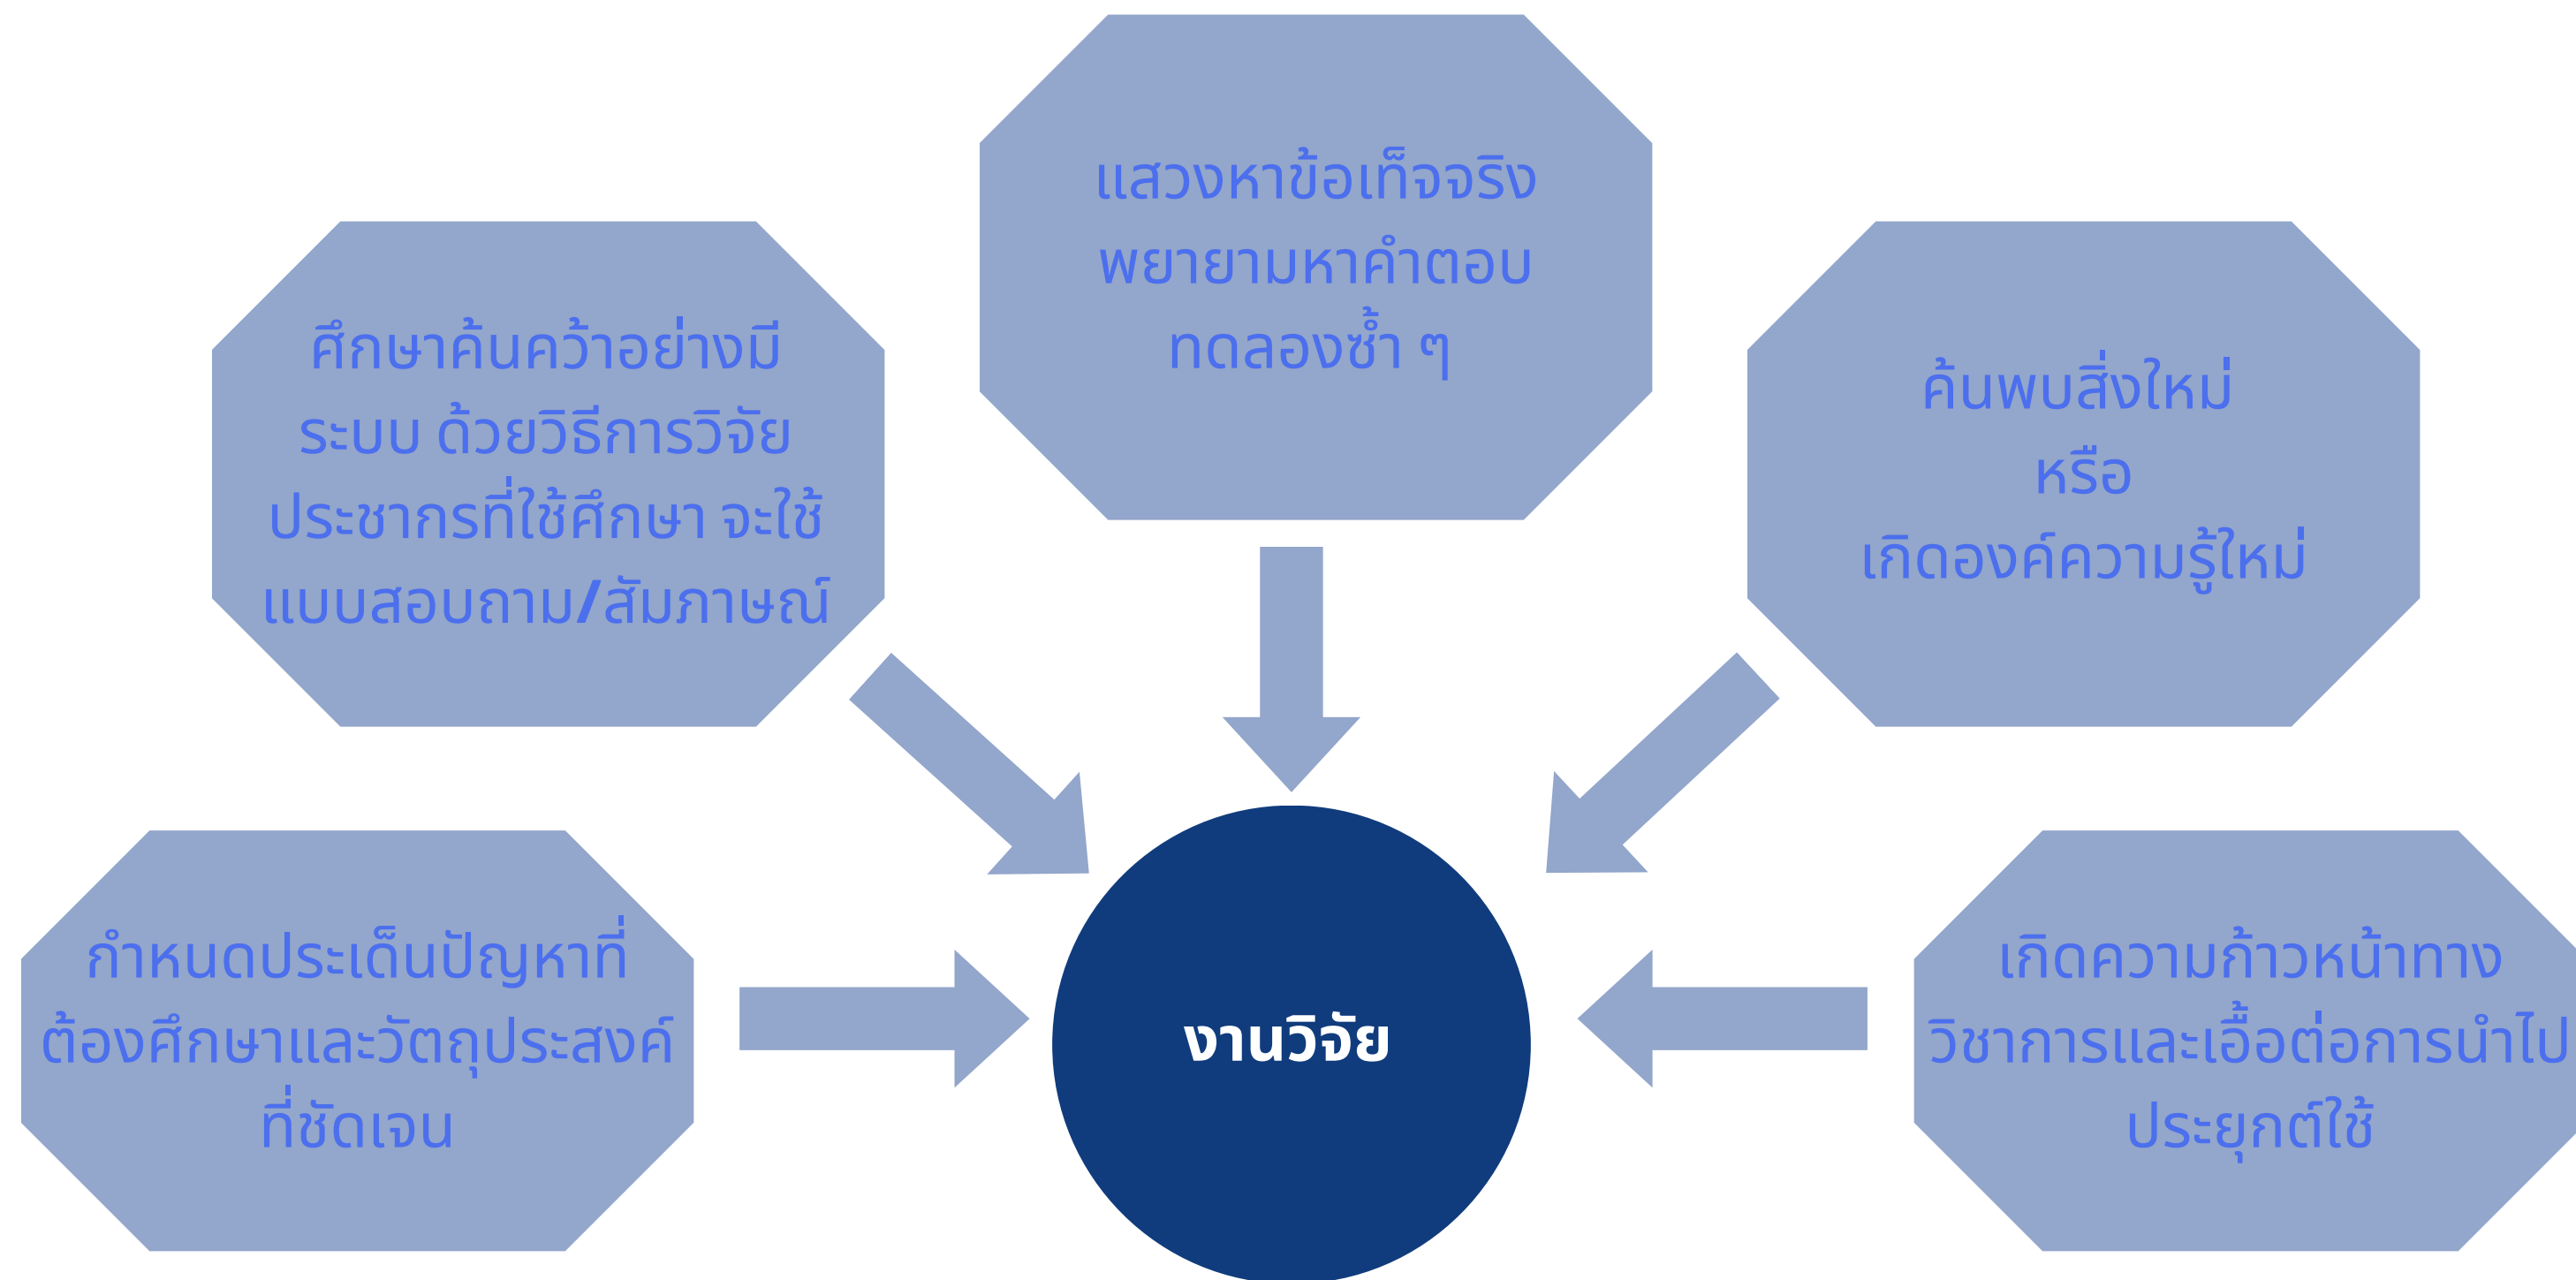 แสวงหาข้อเท็จจริง
พยายามหาคำตอบ
ทดลองซ้ำ ๆ
ศึกษาค้นคว้าอย่างมี
ระบบ ด้วยวิธีการวิจัย
ประชากรที่ใช้ศึกษา จะใช้
แบบสอบถาม/สัมภาษณ์
ค้นพบสิ่งใหม่
หรือ
เกิดองค์ความรู้ใหม่
กำหนดประเด็นปัญหาที่
ต้องศึกษาและวัตถุประสงค์
ที่ชัดเจน
งานวิจัย
เกิดความก้าวหน้าทาง
วิชาการและเอื้อต่อการนำไป
ประยุกต์ใช้